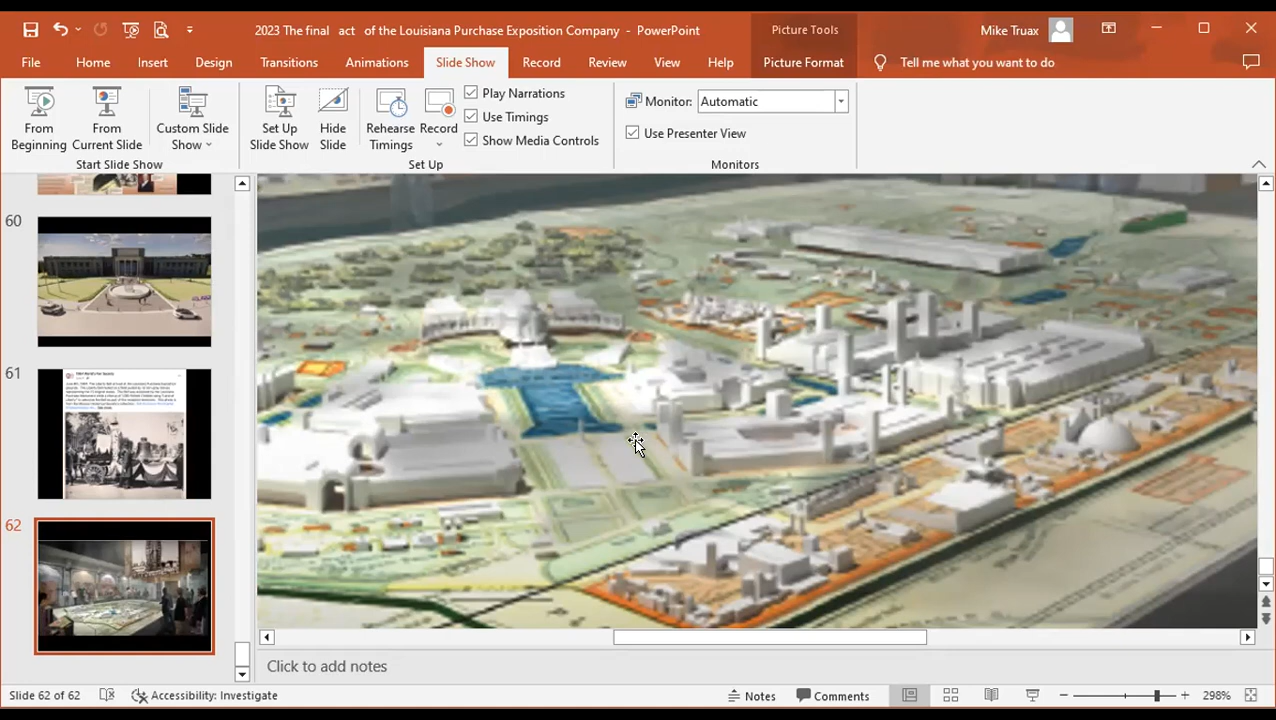 2023 The final act of the Louisiana Purchase Exposition Company - PowerPoint
Picture Tools
Mike Truax
File Home Insert Design Transitions Animations Slide Show Record Review View Help Picture Format Tell me what you want to do
From Beginning
From Current Slide
Custom Slide Show
Start Slide Show
Set Up Slide Show
Hide Slide
Rehearse Timings
Record
Play Narrations
Use Timings
Show Media Controls
Set Up
Monitor: Automatic
Use Presenter View
Monitors
60
61
62
Click to add notes
Slide 62 of 62 Accessibility: Investigate Notes Comments 298%